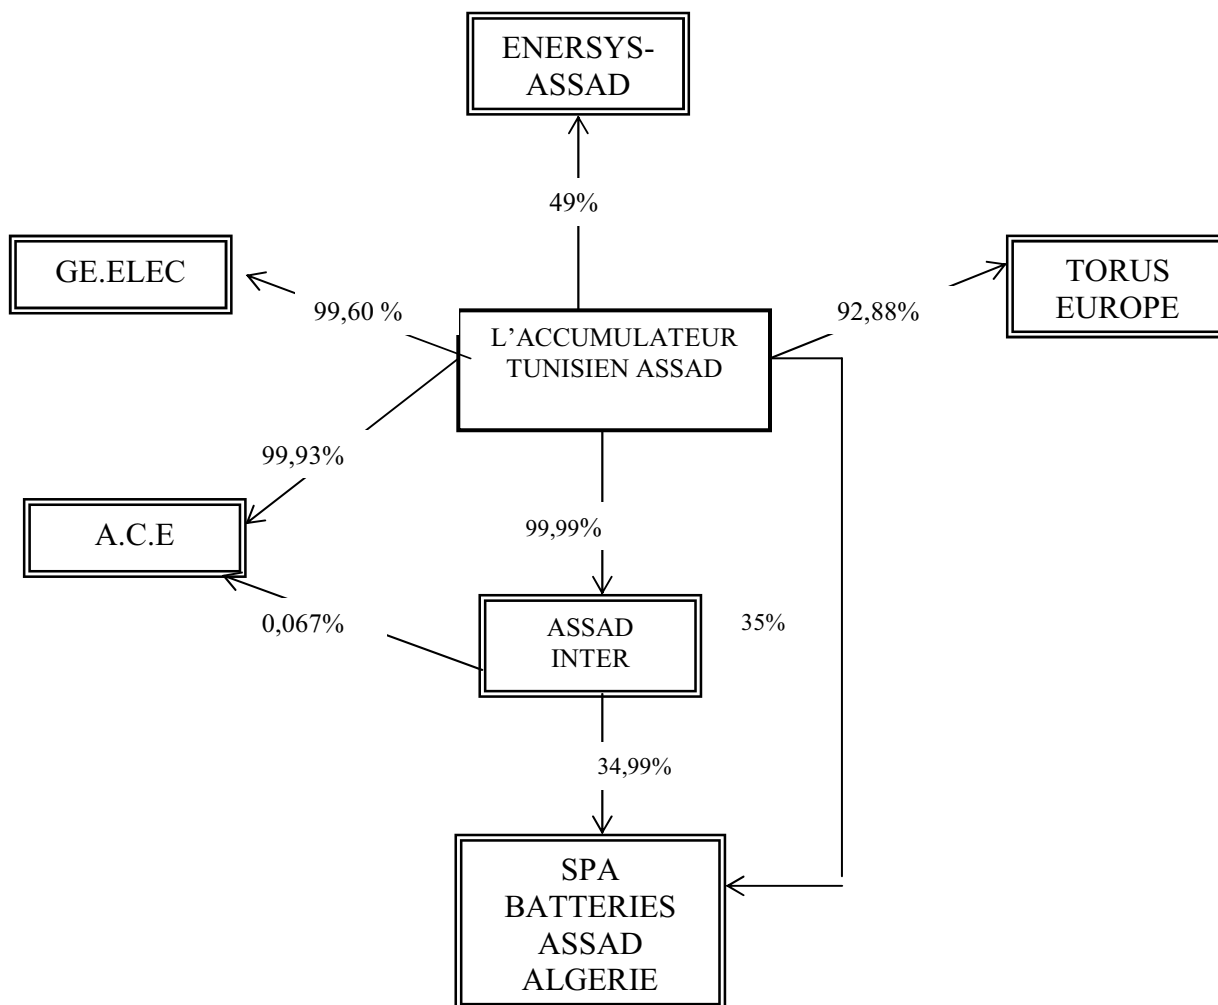 ENERSYS-
ASSAD
49%
GE.ELEC
TORUS
EUROPE
99,60 %
92,88%
L’ACCUMULATEUR
TUNISIEN ASSAD
99,93%
A.C.E
99,99%
0,067%
ASSAD
INTER
35%
34,99%
SPA
BATTERIES
ASSAD
ALGERIE